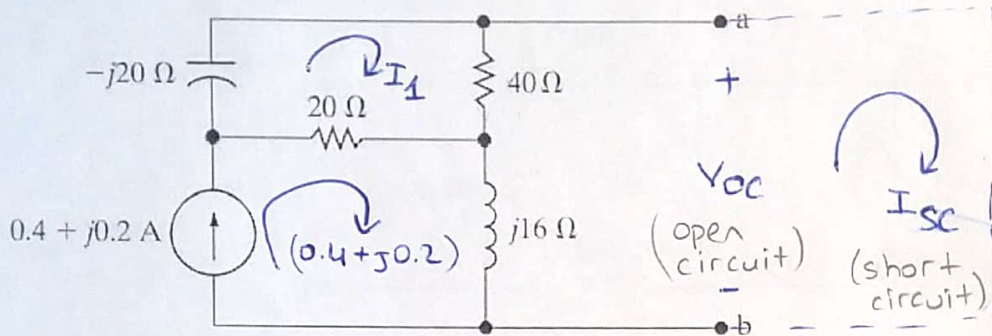 a
−j20 Ω
I1
40 Ω
+
20 Ω
Voc
(open circuit)
−
Isc
(short circuit)
0.4 + j0.2 A
(0.4+j0.2)
j16 Ω
b